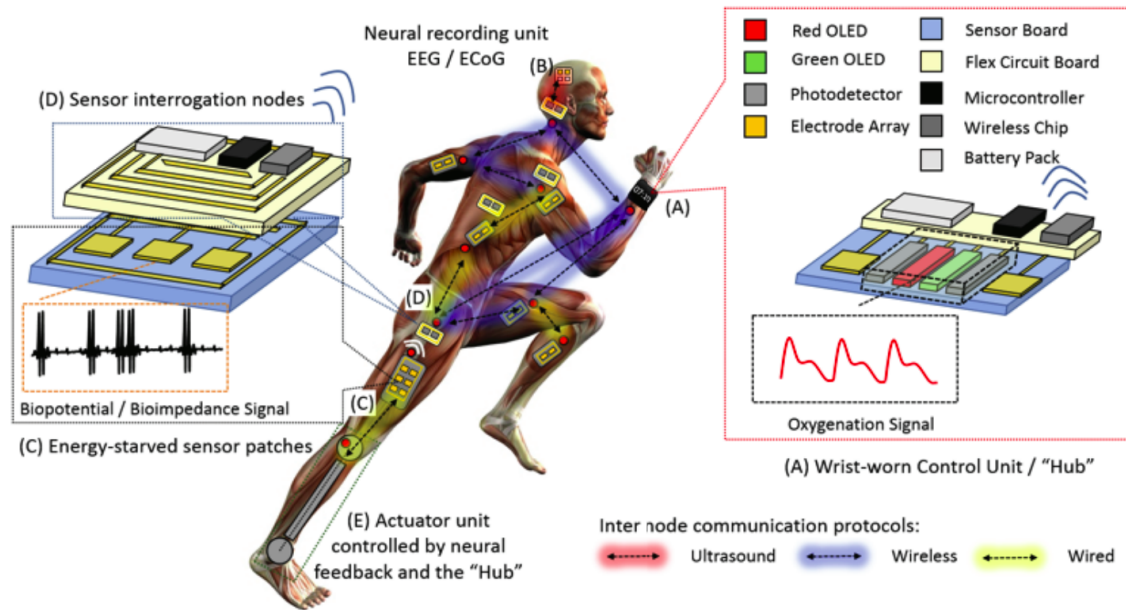 Neural recording unit
EEG / ECoG
(B)
(D) Sensor interrogation nodes
Red OLED
Green OLED
Photodetector
Electrode Array
Sensor Board
Flex Circuit Board
Microcontroller
Wireless Chip
Battery Pack
(A)
(D)
(C)
Biopotential / Bioimpedance Signal
(C) Energy-starved sensor patches
Oxygenation Signal
(A) Wrist-worn Control Unit / “Hub”
(E) Actuator unit
controlled by neural
feedback and the “Hub”
Inter node communication protocols:
Ultrasound
Wireless
Wired